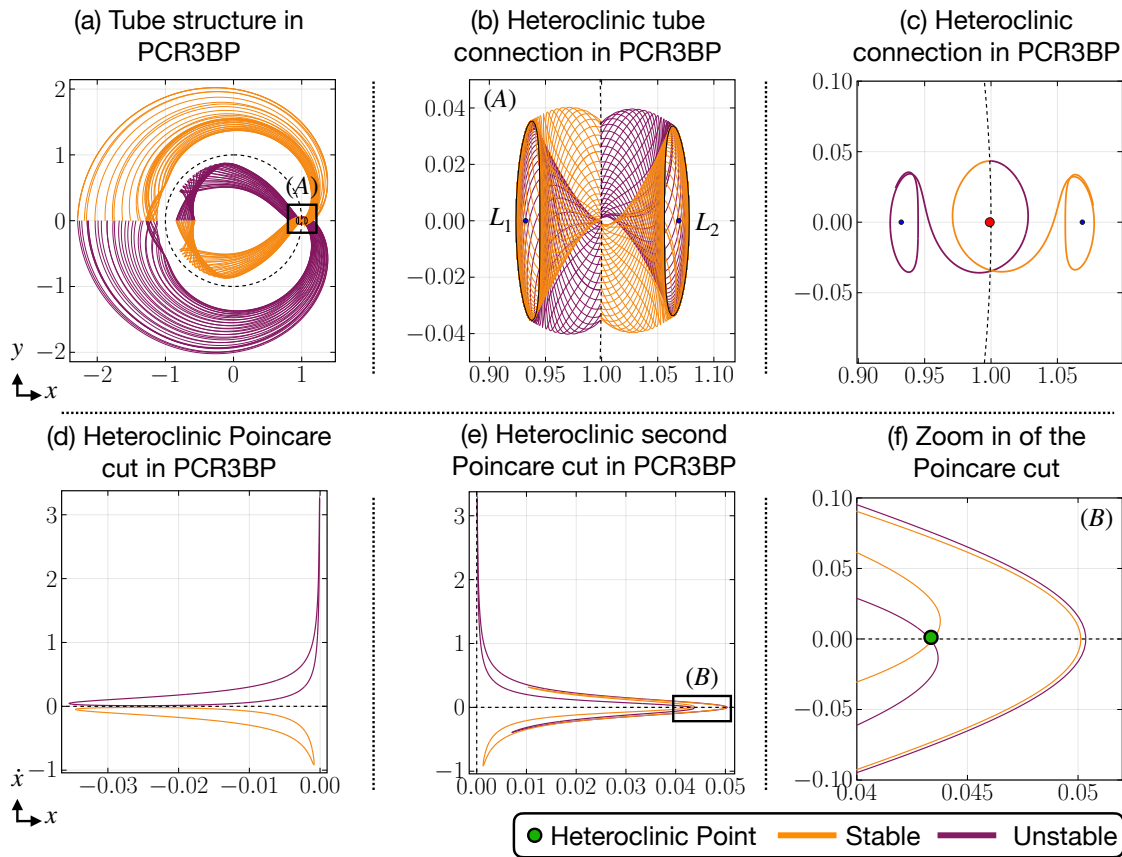 (a) Tube structure in
PCR3BP
(b) Heteroclinic tube
connection in PCR3BP
(c) Heteroclinic
connection in PCR3BP
2
1
0
−1
−2
−2
−1
0
1
(A)
y
x
0.04
0.02
0.00
−0.02
−0.04
0.90
0.95
1.00
1.05
1.10
(A)
L1
L2
0.10
0.05
0.00
−0.05
0.90
0.95
1.00
1.05
(d) Heteroclinic Poincare
cut in PCR3BP
(e) Heteroclinic second
Poincare cut in PCR3BP
(f) Zoom in of the
Poincare cut
3
2
1
0
−1
−0.03
−0.02
−0.01
0.00
ẋ
x
3
2
1
0
−1
0.00
0.01
0.02
0.03
0.04
0.05
(B)
0.10
0.05
0.00
−0.05
−0.10
0.04
0.045
0.05
(B)
Heteroclinic Point
Stable
Unstable